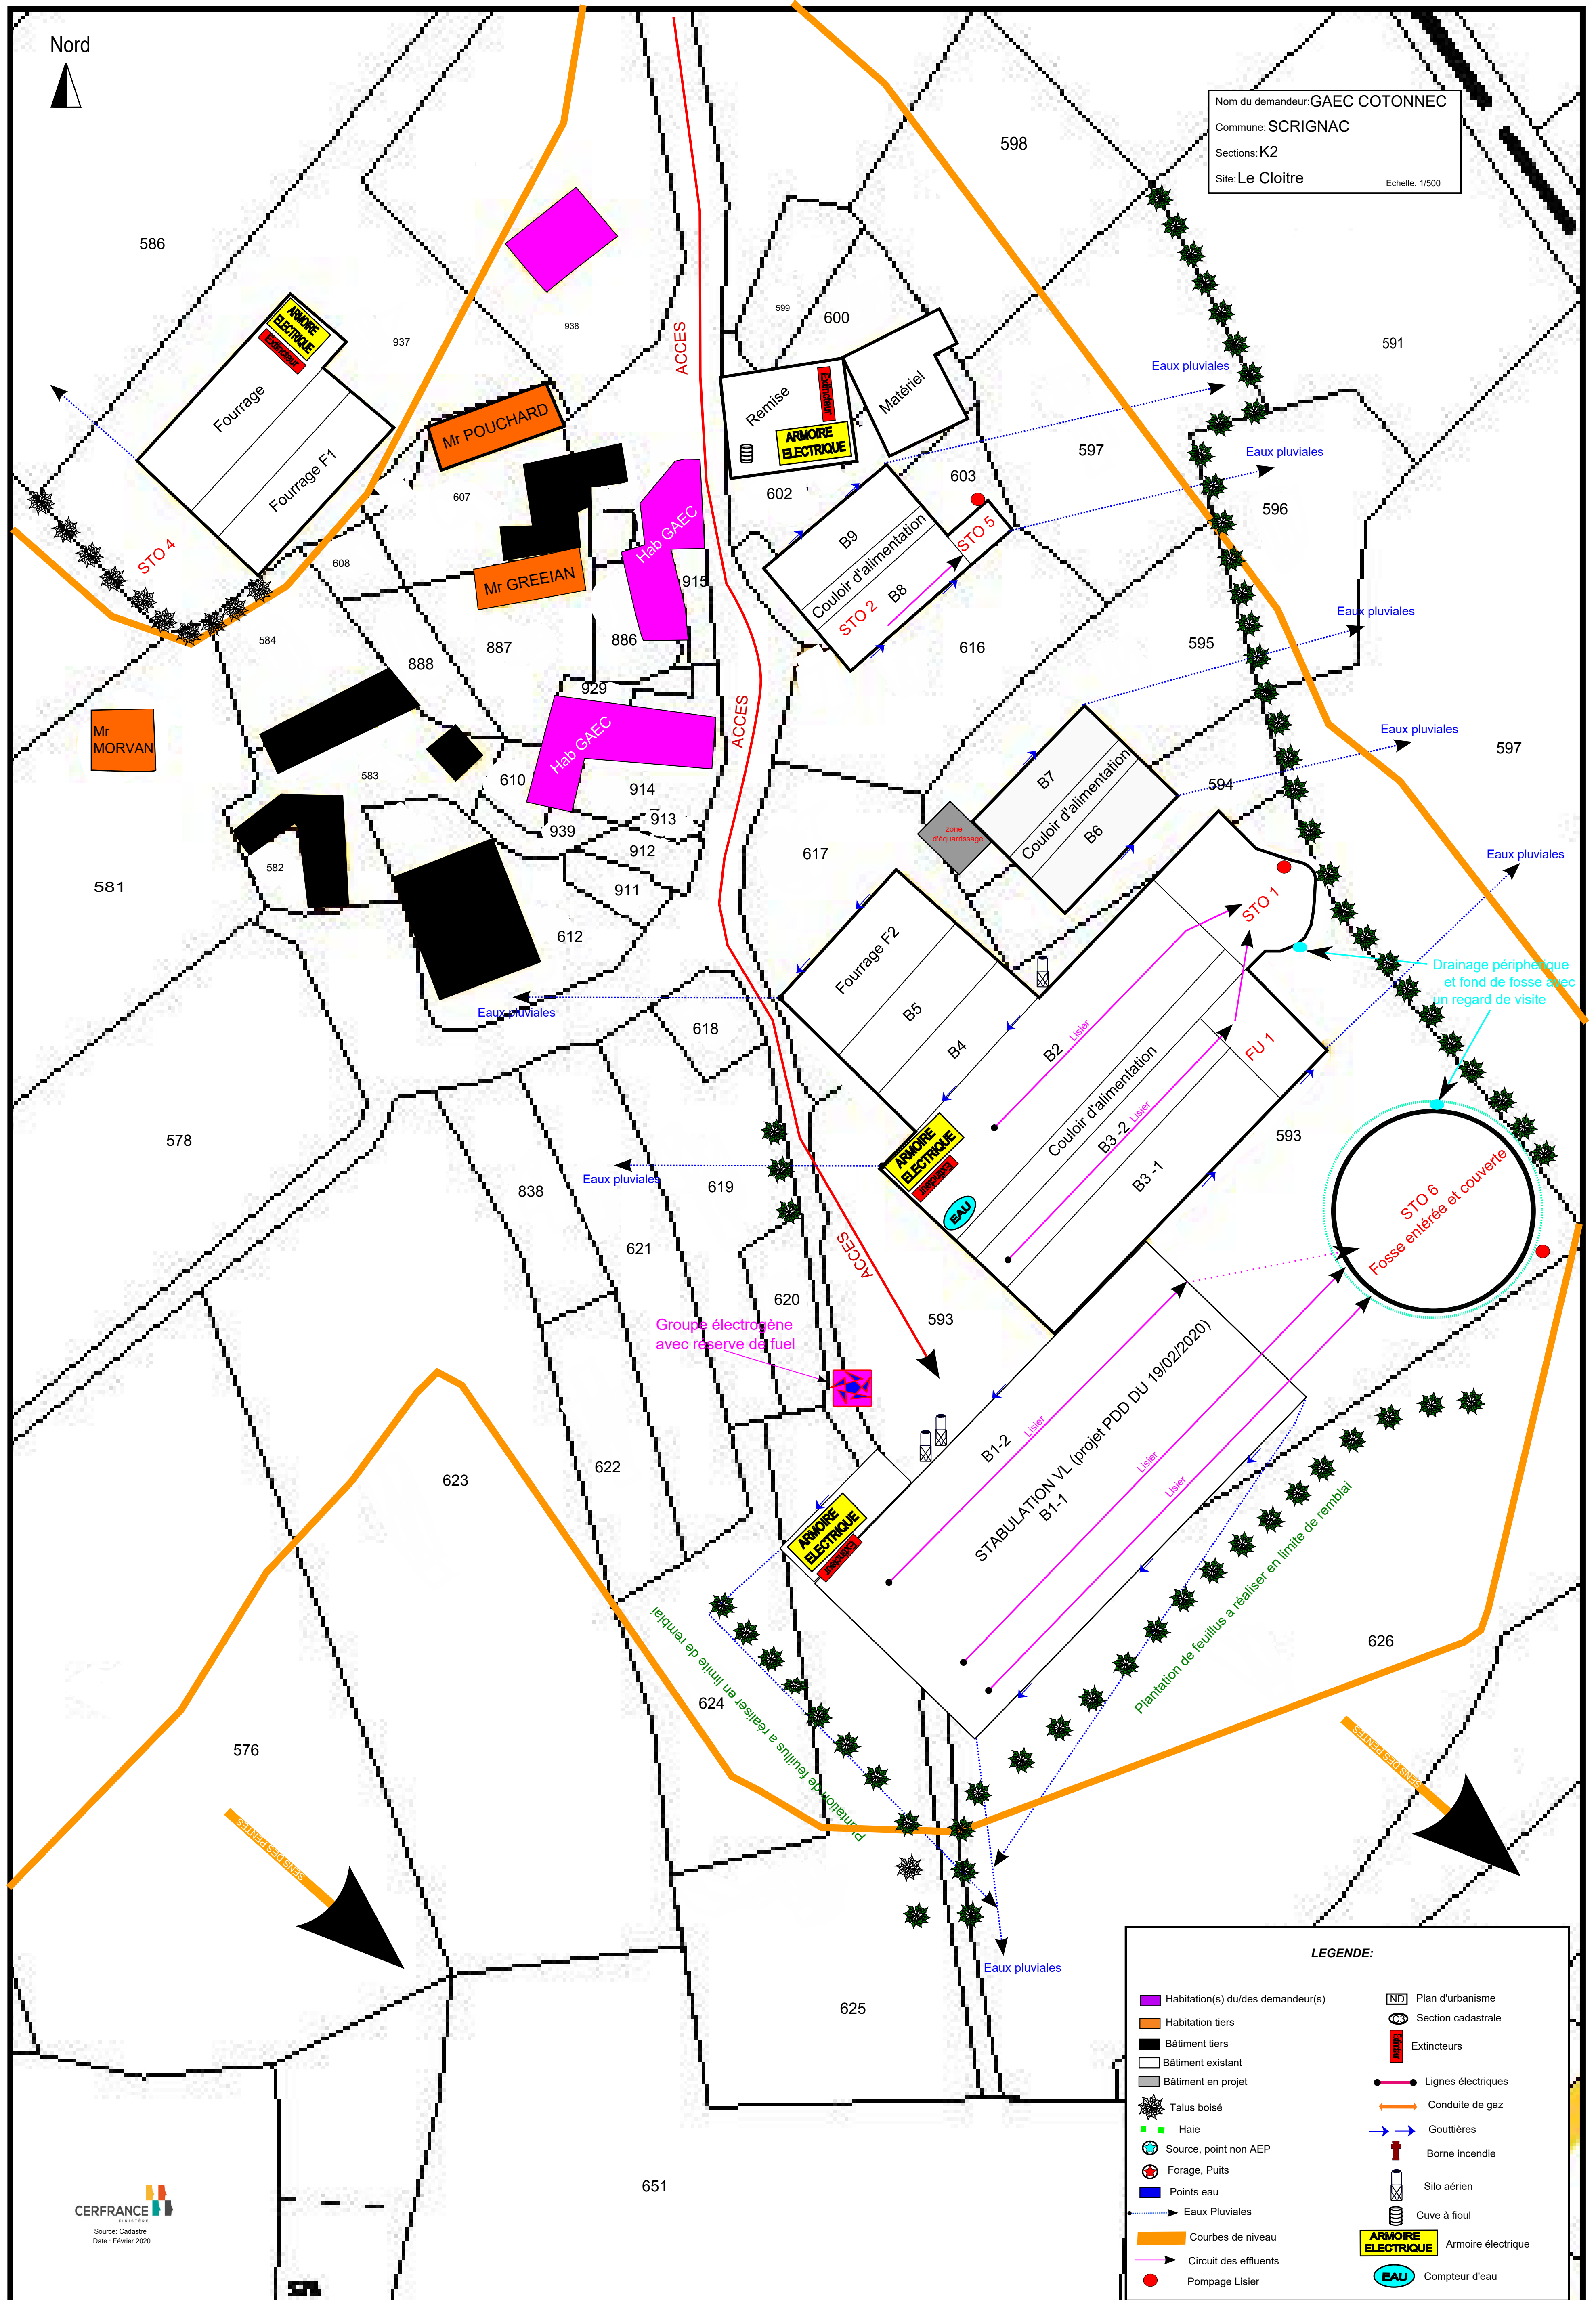 Nord
Nom du demandeur: GAEC COTONNEC
Commune: SCRIGNAC
Sections: K2
Site: Le Cloitre
Echelle: 1/500
598
586
591
599
600
937
938
ARMOIRE
ELECTRIQUE
Extincteur
Fourrage
Fourrage F1
STO 4
ACCES
Mr POUCHARD
607
608
Mr GREEIAN
Hab GAEC
915
886
887
888
584
929
Remise
Extincteur
ARMOIRE
ELECTRIQUE
Matériel
602
603
597
Eaux pluviales
Eaux pluviales
596
B9
Couloir d'alimentation
B8
STO 2
STO 5
616
595
Eaux pluviales
Mr
MORVAN
583
610
Hab GAEC
914
913
939
912
911
612
582
581
ACCES
Eaux pluviales
597
594
B7
Couloir d'alimentation
B6
zone
d'équarrissage
617
Eaux pluviales
STO 1
Fourrage F2
B5
B4
B2
Lisier
Couloir d'alimentation
B3 -2
Lisier
B3 -1
FU 1
Drainage périphérique
et fond de fosse avec
un regard de visite
Eaux pluviales
618
578
ARMOIRE
ELECTRIQUE
Extincteur
EAU
593
Eaux pluviales
838
619
621
620
ACCES
593
STO 6
Fosse entérée et couverte
Groupe électrogène
avec réserve de fuel
623
622
B1-2
Lisier
STABULATION VL (projet PDD DU 19/02/2020)
B1-1
Lisier
Lisier
ARMOIRE
ELECTRIQUE
Extincteur
Plantation de feuillus a réaliser en limite de remblai
Plantation de feuillus a réaliser en limite de remblai
626
624
576
SENS DES PENTES
SENS DES PENTES
Eaux pluviales
625
651
CERFRANCE
FINISTÈRE
Source: Cadastre
Date : Février 2020
LEGENDE:
Habitation(s) du/des demandeur(s)
Habitation tiers
Bâtiment tiers
Bâtiment existant
Bâtiment en projet
Talus boisé
Haie
Source, point non AEP
Forage, Puits
Points eau
Eaux Pluviales
Courbes de niveau
Circuit des effluents
Pompage Lisier
ND Plan d'urbanisme
C3 Section cadastrale
Extincteur Extincteurs
Lignes électriques
Conduite de gaz
Gouttières
Borne incendie
Silo aérien
Cuve à fioul
ARMOIRE
ELECTRIQUE Armoire électrique
EAU Compteur d'eau